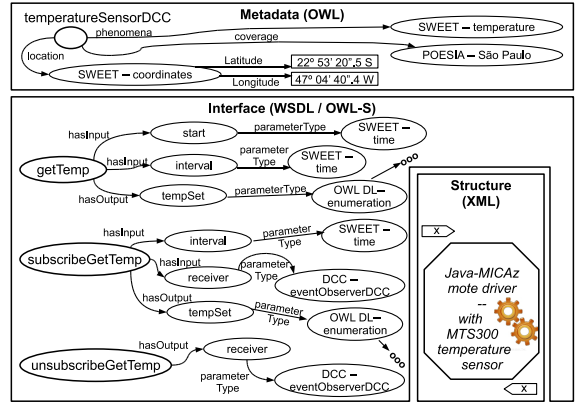 Metadata (OWL)
temperatureSensorDCC
phenomena
SWEET – temperature
coverage
POESIA – São Paulo
location
SWEET – coordinates
Latitude
22º 53' 20".5 S
Longitude
47º 04' 40".4 W
Interface (WSDL / OWL-S)
getTemp
hasInput
start
parameterType
SWEET –
time
hasInput
interval
parameter
Type
SWEET –
time
hasOutput
tempSet
parameterType
OWL DL–
enumeration
subscribeGetTemp
hasInput
interval
parameter
Type
SWEET –
time
hasInput
receiver
parameter
Type
DCC –
eventObserverDCC
hasOutput
tempSet
parameter
Type
OWL DL–
enumeration
unsubscribeGetTemp
hasOutput
receiver
parameter
Type
DCC –
eventObserverDCC
Structure
(XML)
X
Java-MICAz
mote driver
--
with
MTS300
temperature
sensor
X